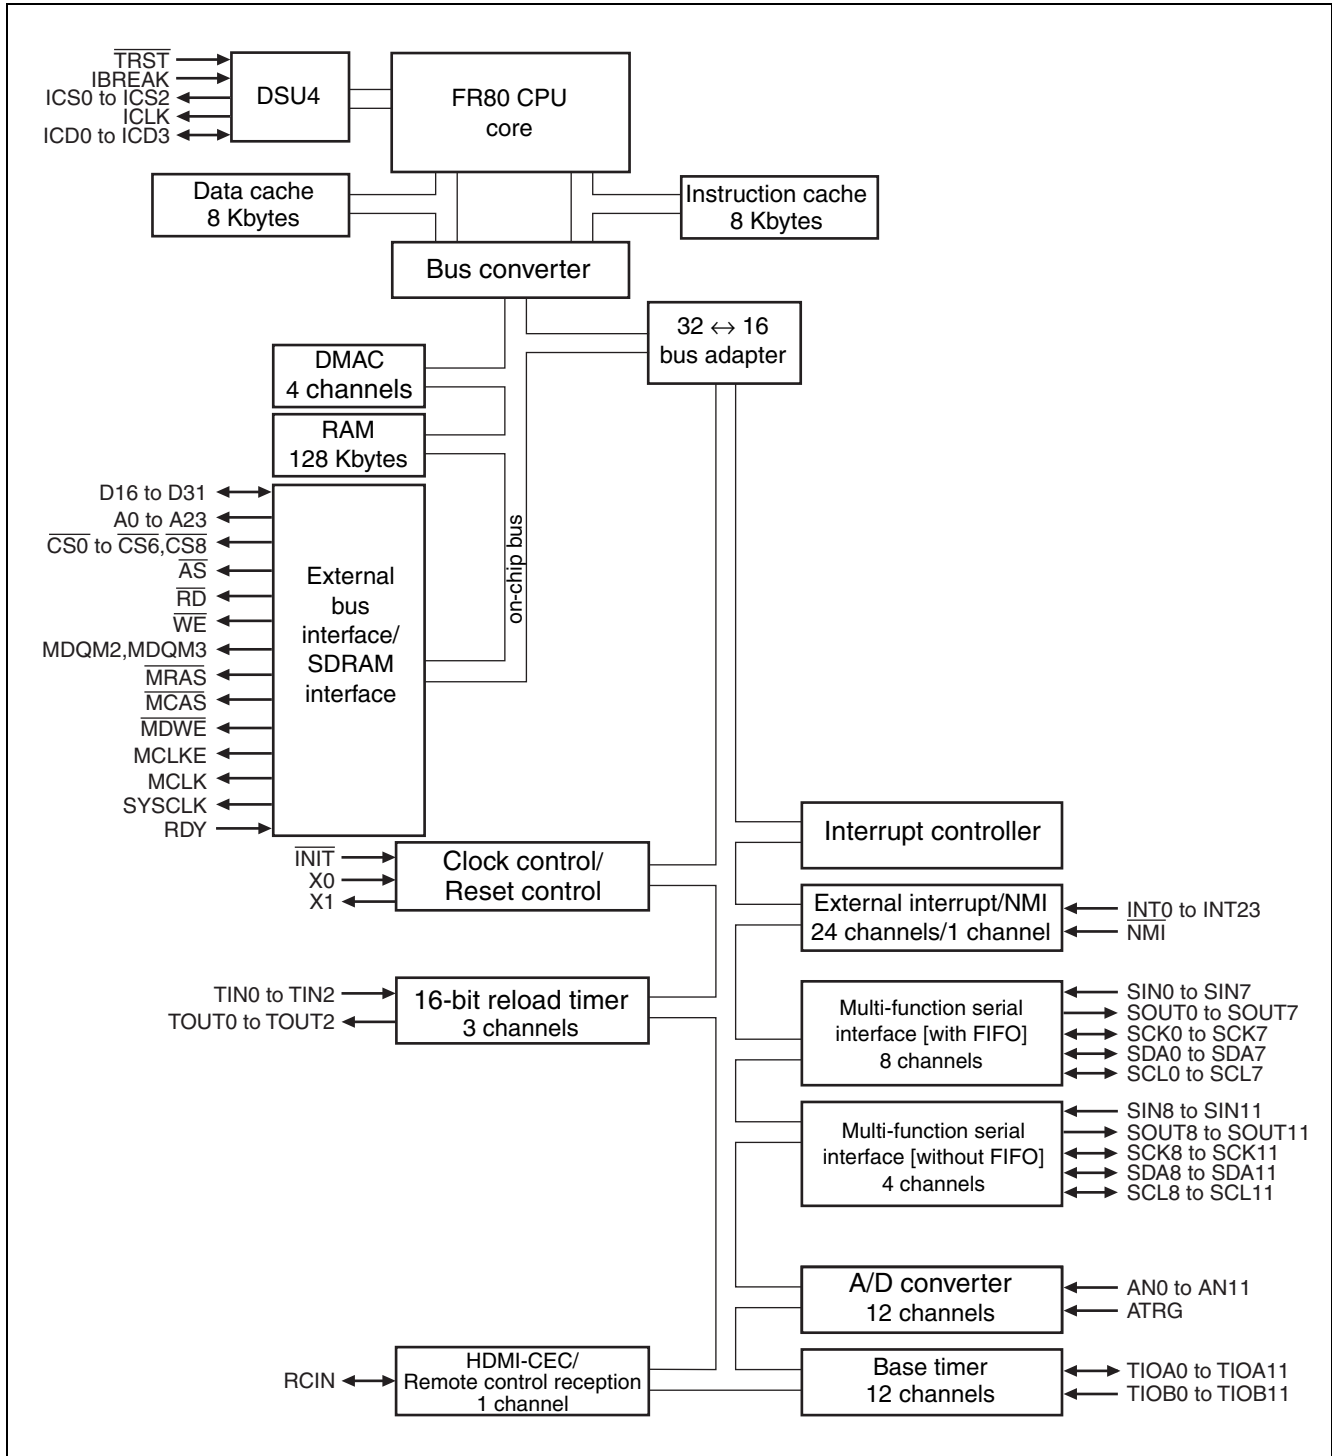 TRST
IBREAK
ICS0 to ICS2
ICLK
ICD0 to ICD3
DSU4
FR80 CPU
core
Data cache
8 Kbytes
Instruction cache
8 Kbytes
Bus converter
32 ↔ 16
bus adapter
DMAC
4 channels
RAM
128 Kbytes
on-chip bus
D16 to D31
A0 to A23
CS0 to CS6,CS8
AS
RD
WE
MDQM2,MDQM3
MRAS
MCAS
MDWE
MCLKE
MCLK
SYSCLK
RDY
External
bus
interface/
SDRAM
interface
INIT
X0
X1
Clock control/
Reset control
Interrupt controller
External interrupt/NMI
24 channels/1 channel
INT0 to INT23
NMI
TIN0 to TIN2
TOUT0 to TOUT2
16-bit reload timer
3 channels
Multi-function serial
interface [with FIFO]
8 channels
SIN0 to SIN7
SOUT0 to SOUT7
SCK0 to SCK7
SDA0 to SDA7
SCL0 to SCL7
Multi-function serial
interface [without FIFO]
4 channels
SIN8 to SIN11
SOUT8 to SOUT11
SCK8 to SCK11
SDA8 to SDA11
SCL8 to SCL11
A/D converter
12 channels
AN0 to AN11
ATRG
RCIN
HDMI-CEC/
Remote control reception
1 channel
Base timer
12 channels
TIOA0 to TIOA11
TIOB0 to TIOB11